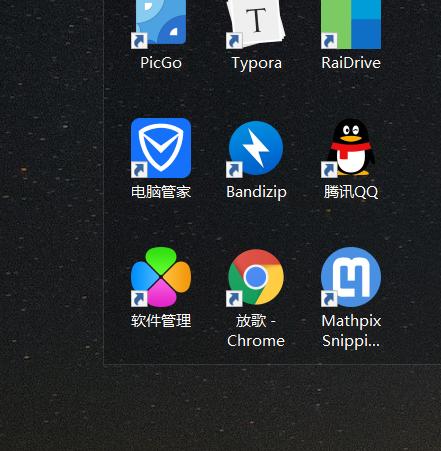 T
PicGo Typora RaiDrive
电脑管家 Bandizip 腾讯QQ
软件管理 放歌 - Mathpix
Chrome Snippi...